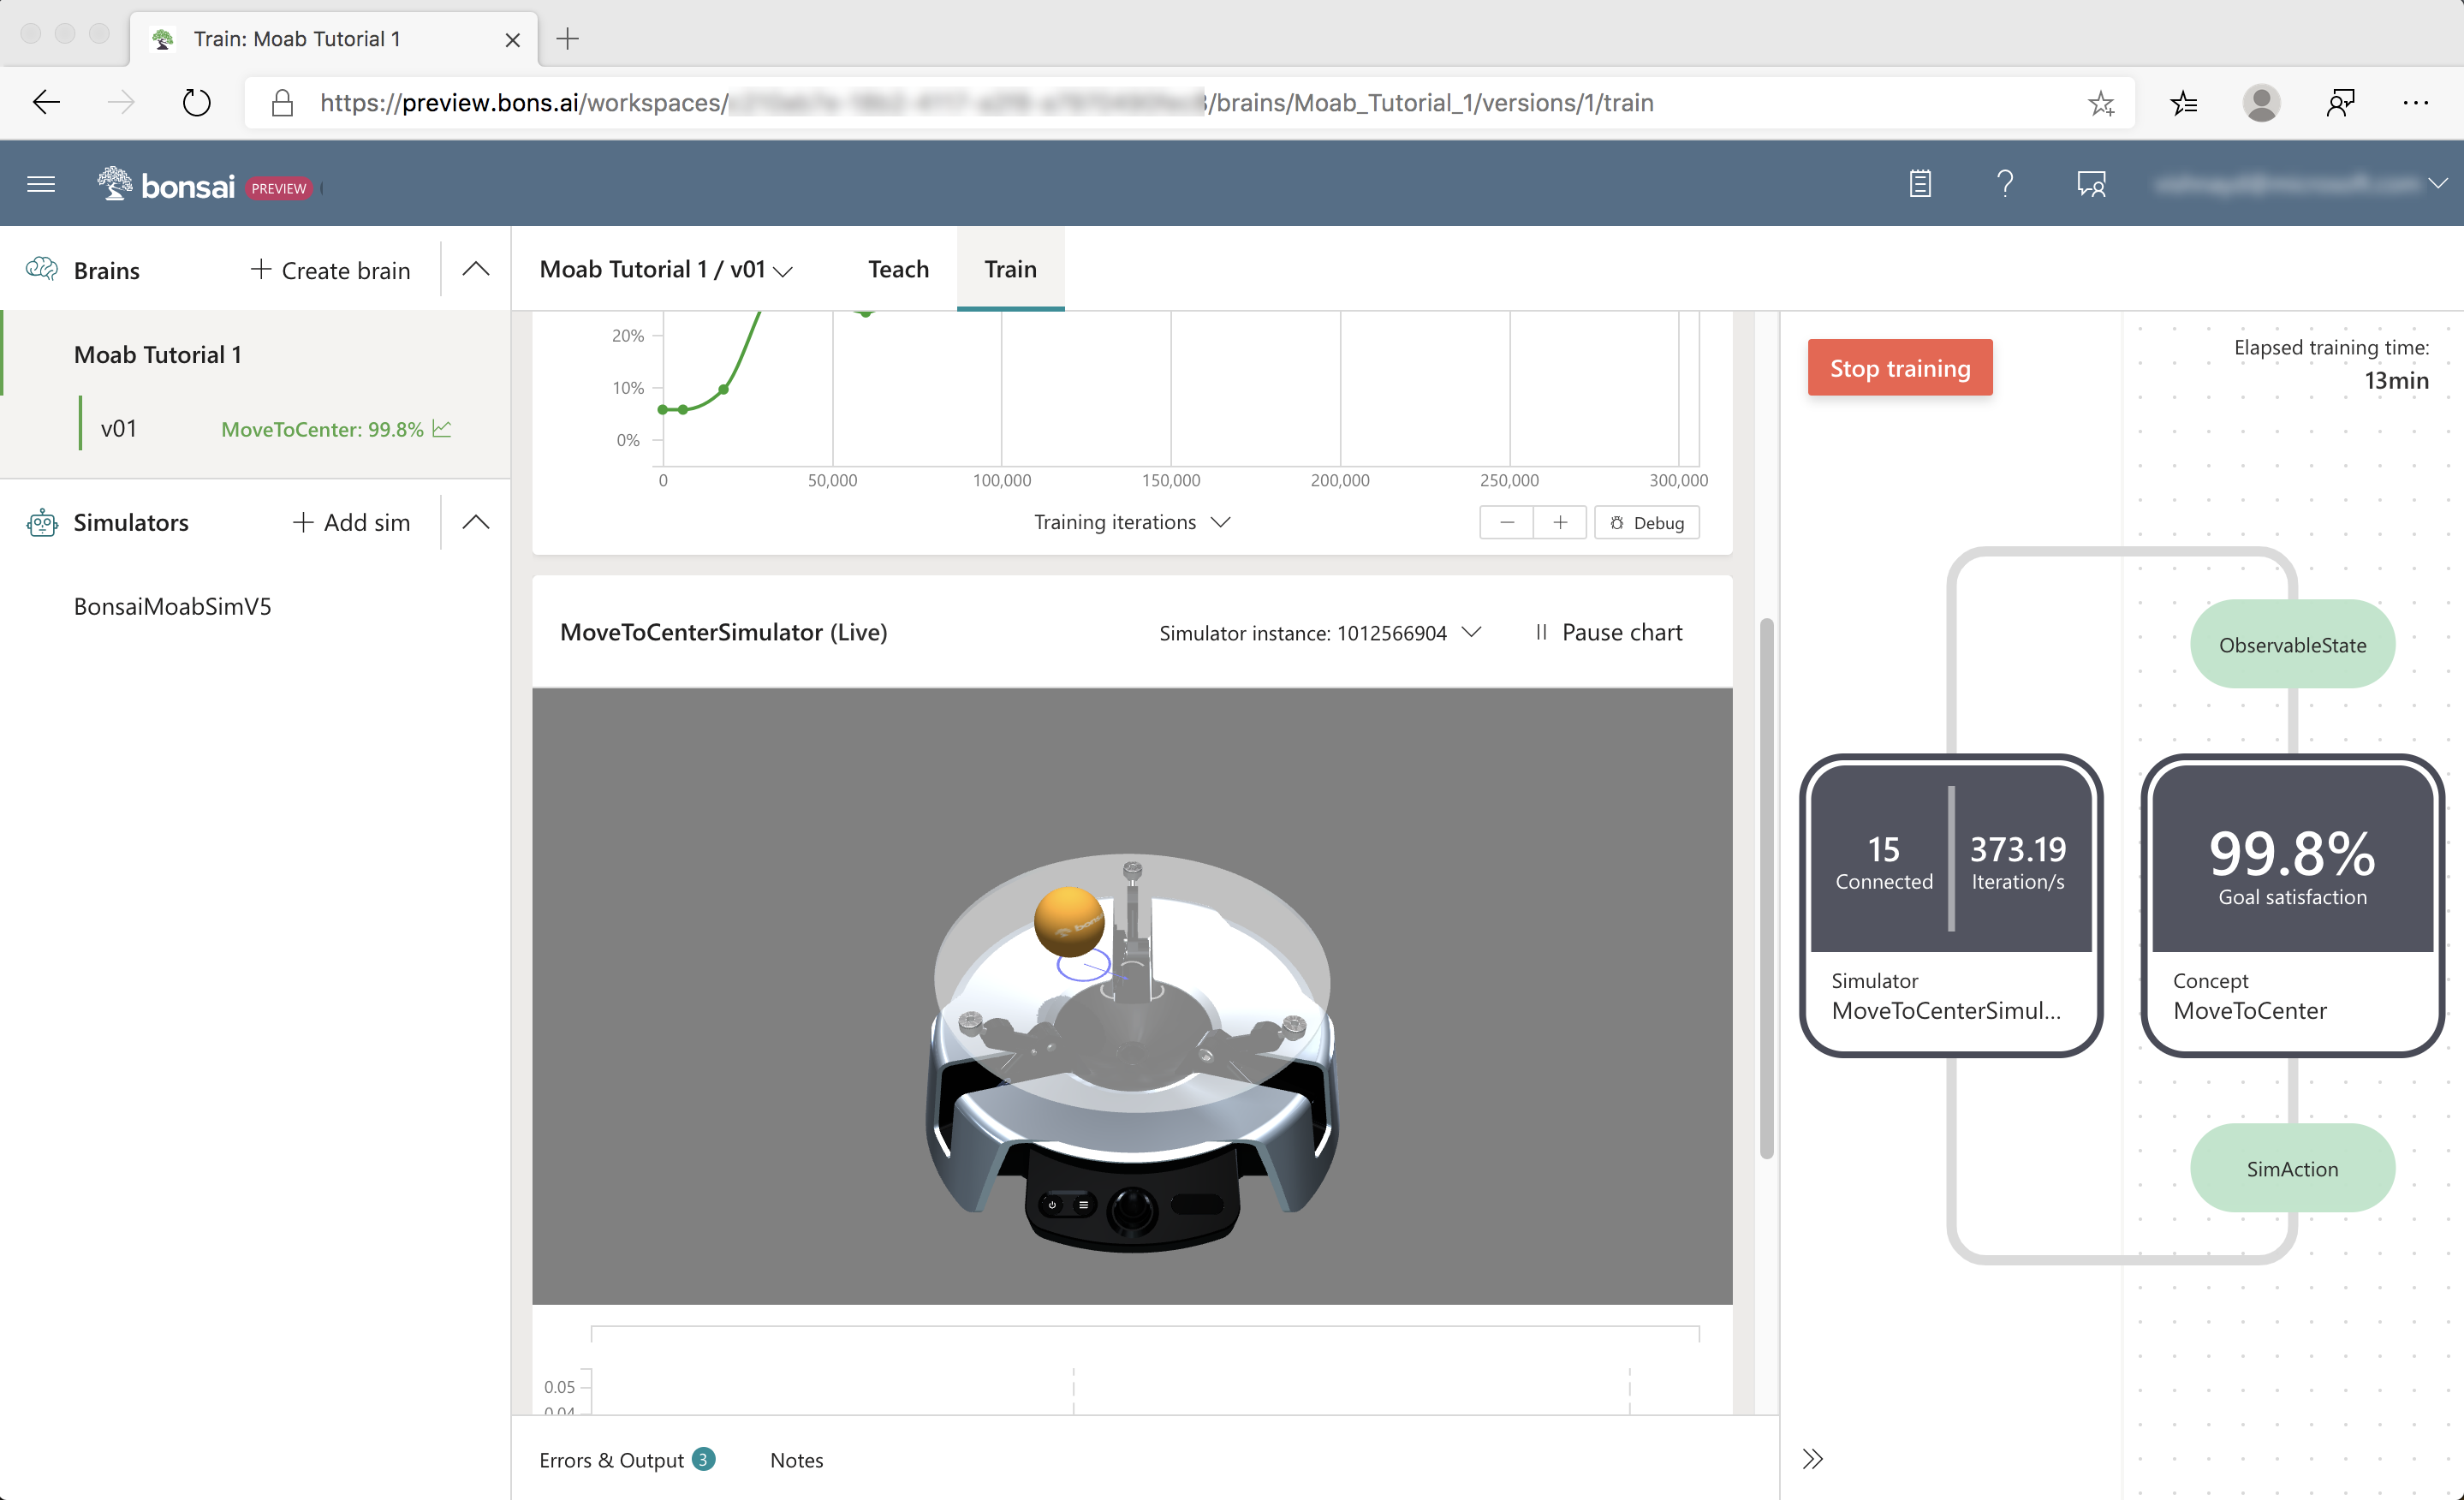 Train: Moab Tutorial 1
https://preview.bons.ai/workspaces/
/brains/Moab_Tutorial_1/versions/1/train
bonsai PREVIEW
Brains
+ Create brain
Moab Tutorial 1 / v01
Teach
Train
Moab Tutorial 1
v01
MoveToCenter: 99.8%
Simulators
+ Add sim
BonsaiMoabSimV5
20%
10%
0%
0 50,000 100,000 150,000 200,000 250,000 300,000
Training iterations
Debug
MoveToCenterSimulator (Live)
Simulator instance: 1012566904
Pause chart
bonsai
0.05
0.04
Errors & Output 3
Notes
Stop training
Elapsed training time:
13min
ObservableState
15
Connected
373.19
Iteration/s
Simulator
MoveToCenterSimul...
99.8%
Goal satisfaction
Concept
MoveToCenter
SimAction